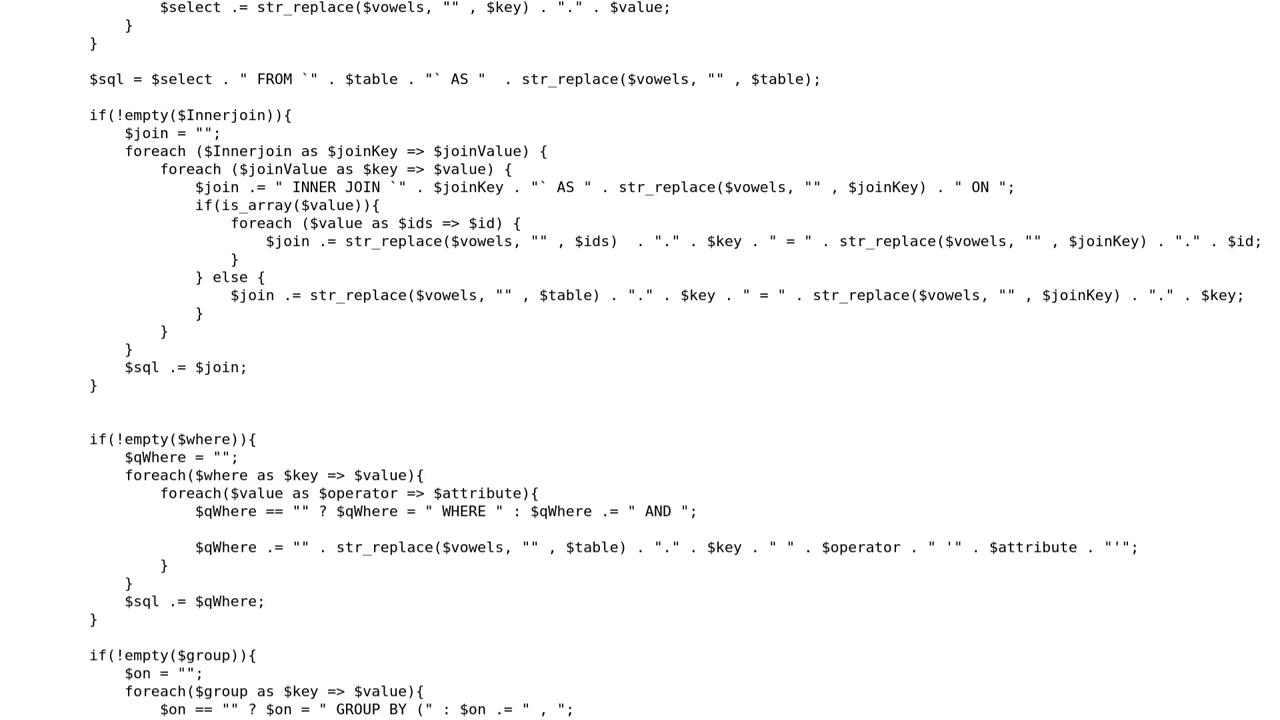 $select .= str_replace($vowels, "" , $key) . "." . $value;
}
}
$sql = $select . " FROM `" . $table . "` AS "  . str_replace($vowels, "" , $table);
if(!empty($Innerjoin)){
$join = "";
foreach ($Innerjoin as $joinKey => $joinValue) {
foreach ($joinValue as $key => $value) {
$join .= " INNER JOIN `" . $joinKey . "` AS " . str_replace($vowels, "" , $joinKey) . " ON ";
if(is_array($value)){
foreach ($value as $ids => $id) {
$join .= str_replace($vowels, "" , $ids)  . "." . $key . " = " . str_replace($vowels, "" , $joinKey) . "." . $id;
}
} else {
$join .= str_replace($vowels, "" , $table) . "." . $key . " = " . str_replace($vowels, "" , $joinKey) . "." . $key;
}
}
}
$sql .= $join;
}
if(!empty($where)){
$qWhere = "";
foreach($where as $key => $value){
foreach($value as $operator => $attribute){
$qWhere == "" ? $qWhere = " WHERE " : $qWhere .= " AND ";
$qWhere .= "" . str_replace($vowels, "" , $table) . "." . $key . " " . $operator . " '" . $attribute . "'";
}
}
$sql .= $qWhere;
}
if(!empty($group)){
$on = "";
foreach($group as $key => $value){
$on == "" ? $on = " GROUP BY (" : $on .= " , ";